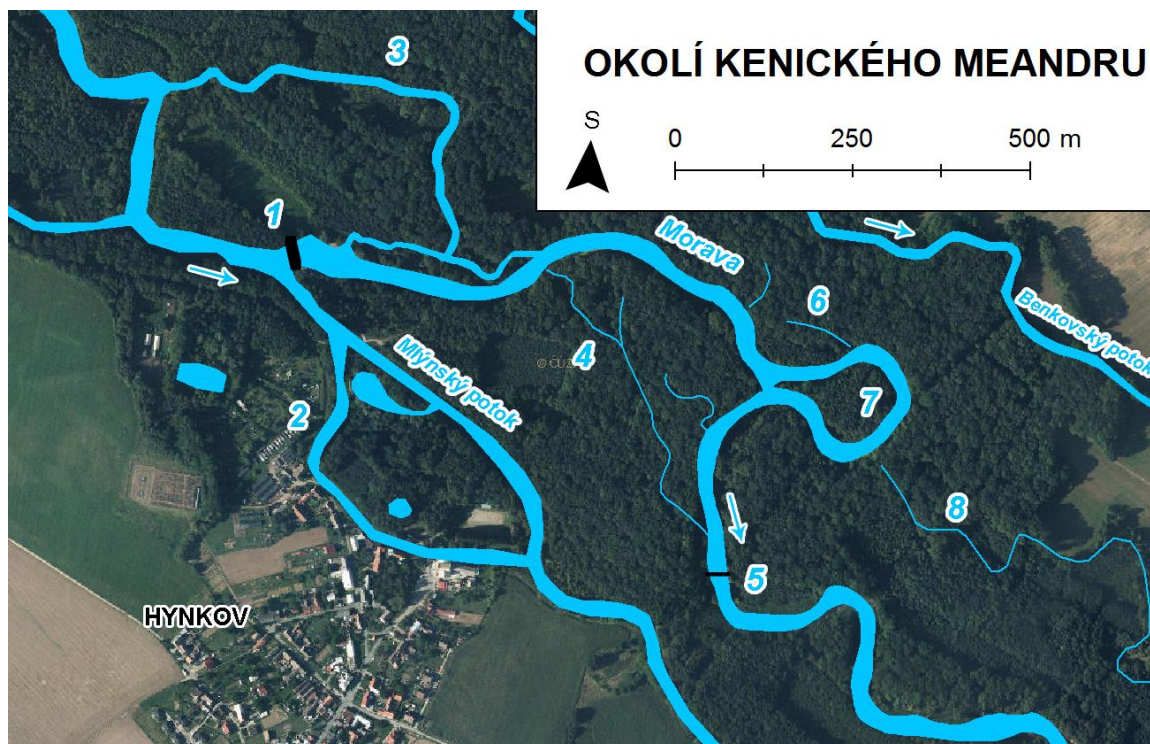 OKOLÍ KENICKÉHO MEANDRU
S
0 250 500 m
3
1
Morava
6
Benkovský potok
Mlýnský potok
© ČÚZ
4
7
2
8
5
HYNKOV